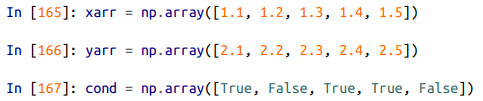 In [165]: xarr = np.array([1.1, 1.2, 1.3, 1.4, 1.5])
In [166]: yarr = np.array([2.1, 2.2, 2.3, 2.4, 2.5])
In [167]: cond = np.array([True, False, True, True, False])